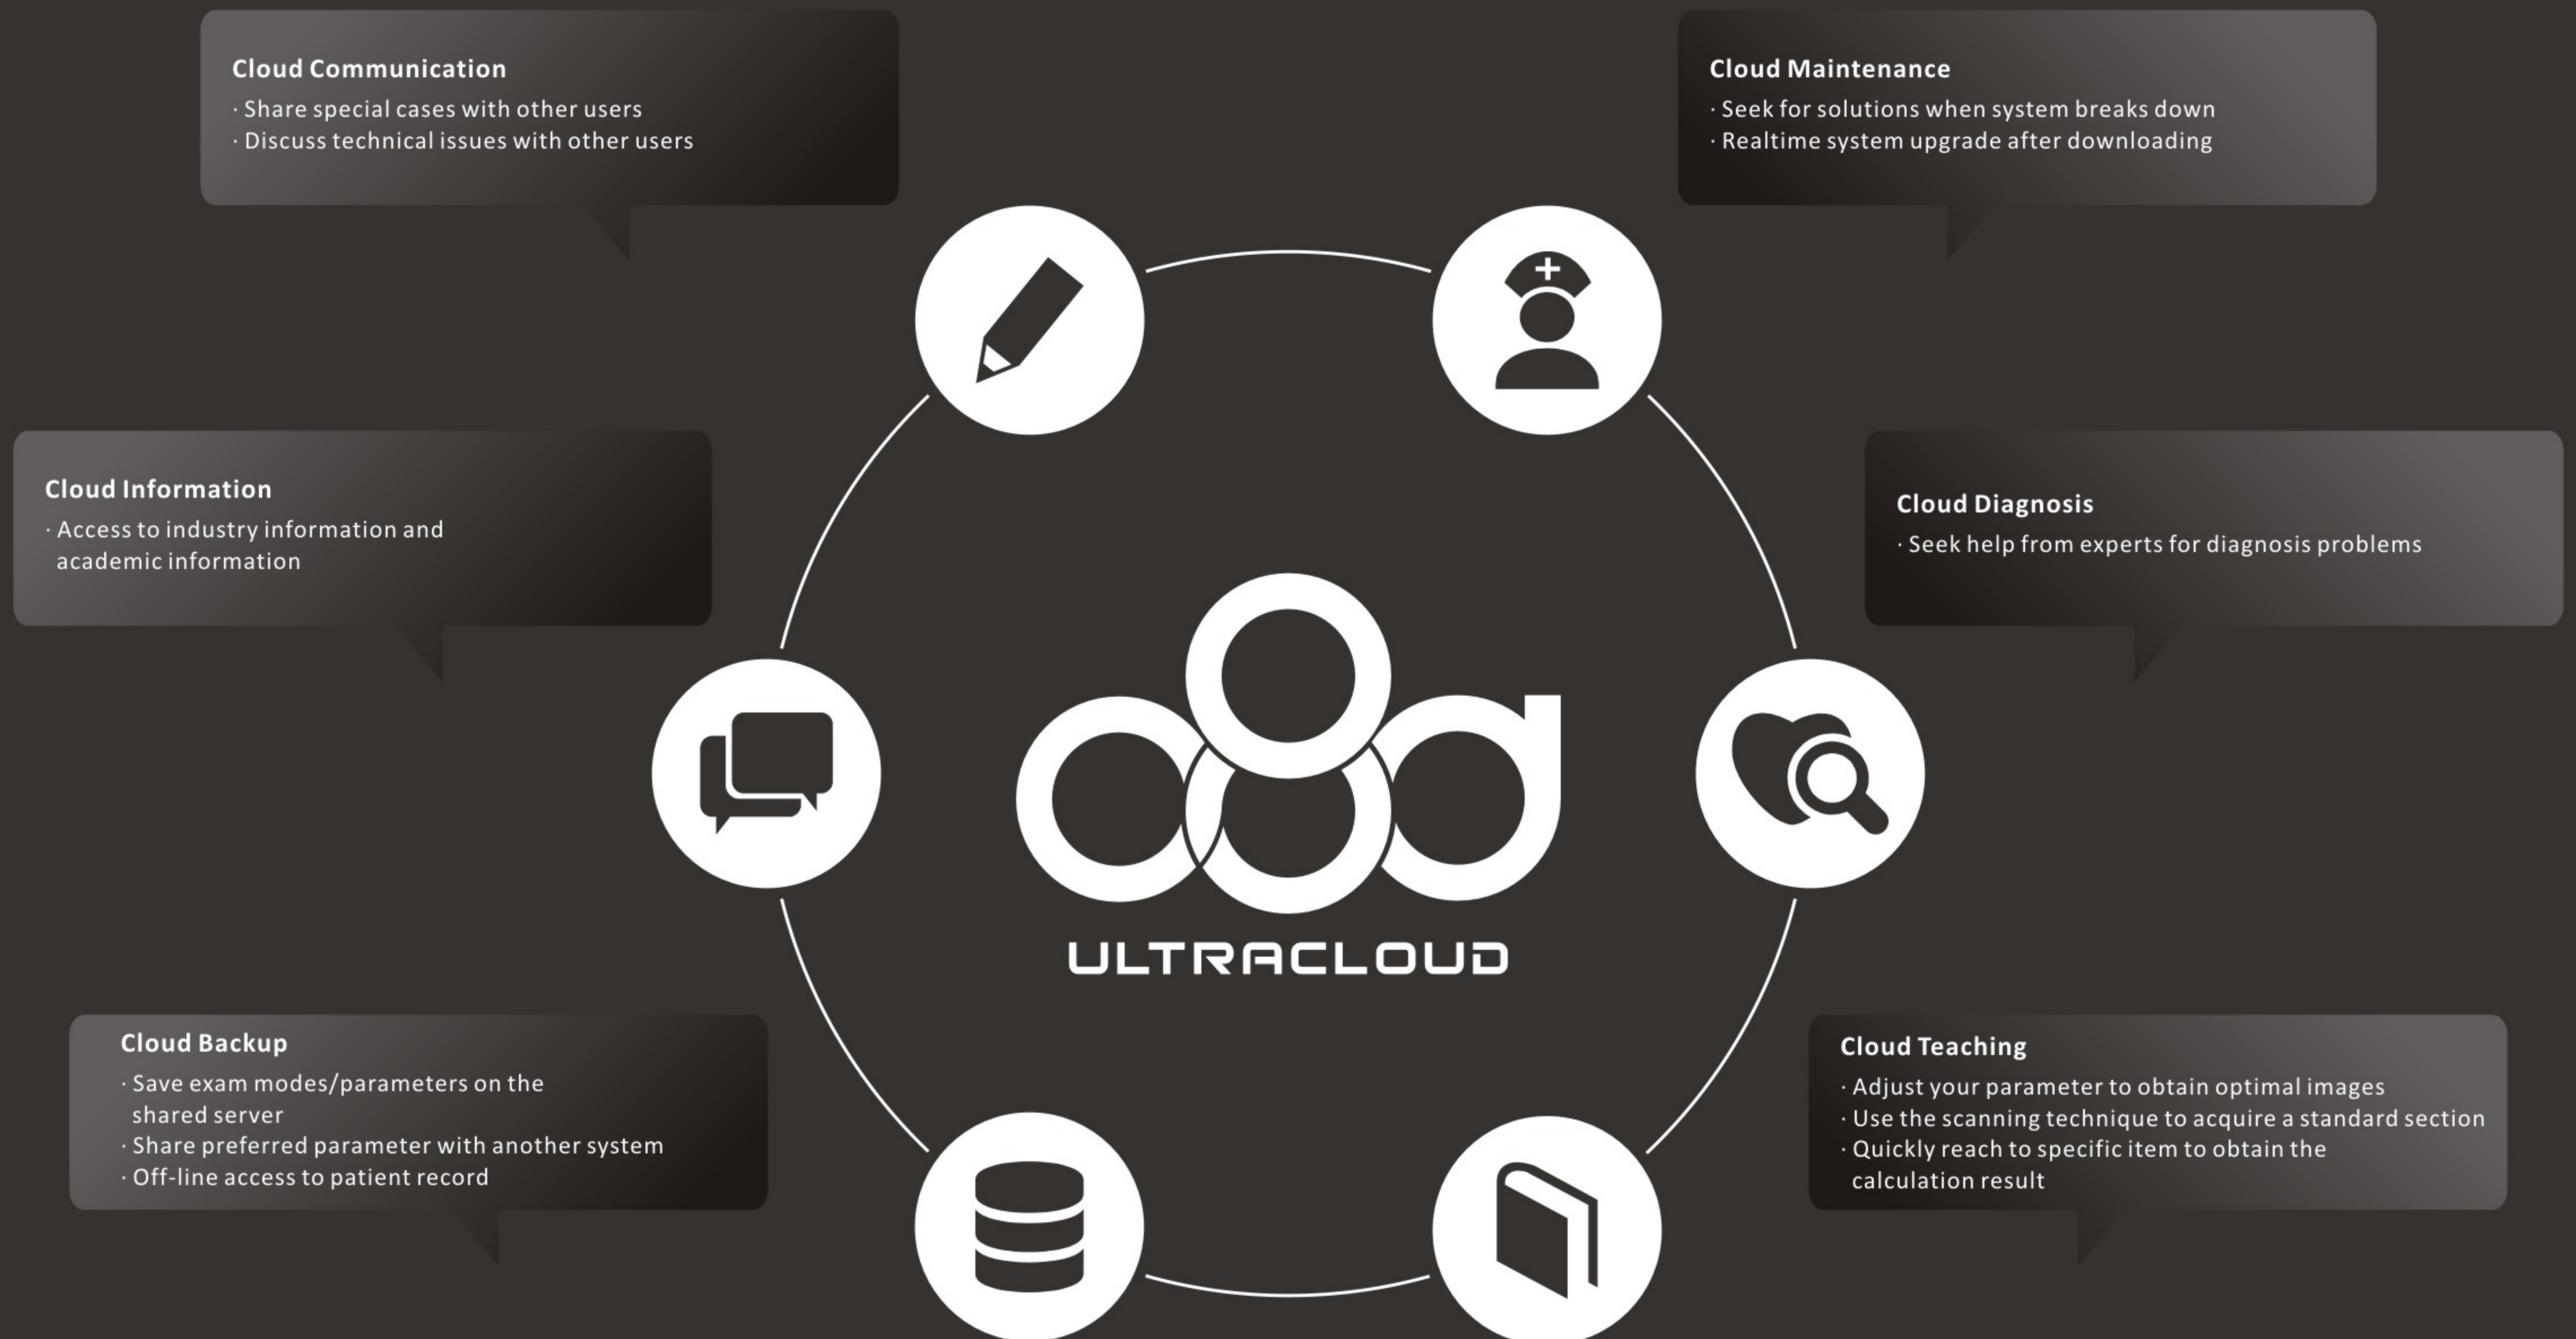 Cloud Communication
· Share special cases with other users
· Discuss technical issues with other users
Cloud Maintenance
· Seek for solutions when system breaks down
· Realtime system upgrade after downloading
Cloud Information
· Access to industry information and
academic information
Cloud Diagnosis
· Seek help from experts for diagnosis problems
ULTRACLOUD
Cloud Backup
· Save exam modes/parameters on the
shared server
· Share preferred parameter with another system
· Off-line access to patient record
Cloud Teaching
· Adjust your parameter to obtain optimal images
· Use the scanning technique to acquire a standard section
· Quickly reach to specific item to obtain the
calculation result